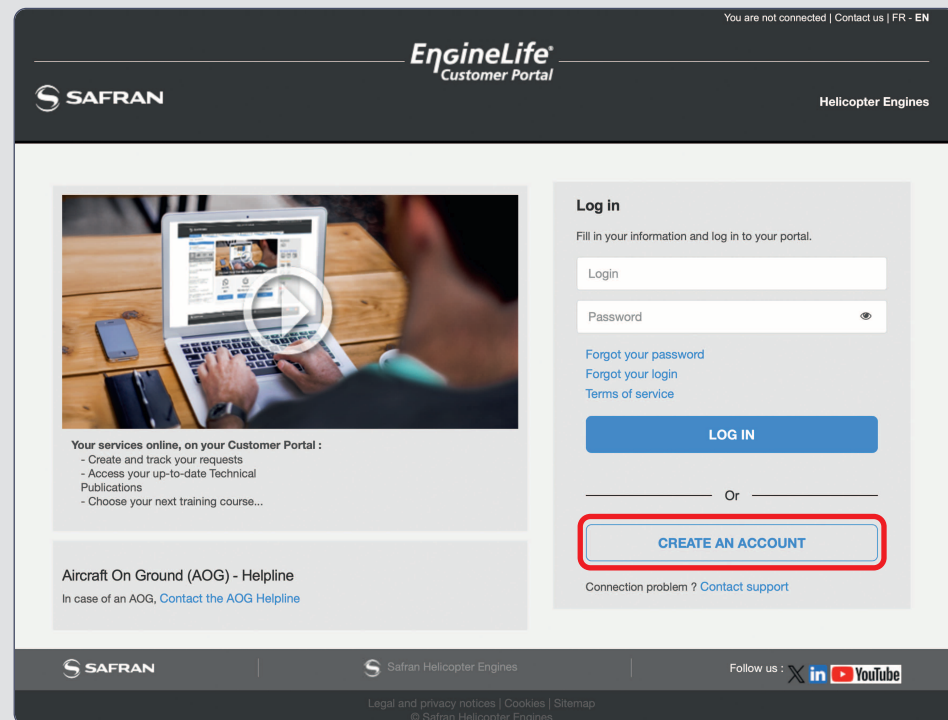 You are not connected | Contact us | FR - EN
EngineLife®
Customer Portal
SAFRAN
Helicopter Engines
Log in
Fill in your information and log in to your portal.
Login
Password
Forgot your password
Forgot your login
Terms of service
LOG IN
Or
CREATE AN ACCOUNT
Connection problem ? Contact support
Your services online, on your Customer Portal :
- Create and track your requests
- Access your up-to-date Technical
Publications
- Choose your next training course...
Aircraft On Ground (AOG) - Helpline
In case of an AOG, Contact the AOG Helpline
SAFRAN
Safran Helicopter Engines
Follow us : X in YouTube
Legal and privacy notices | Cookies | Sitemap
© Safran Helicopter Engines